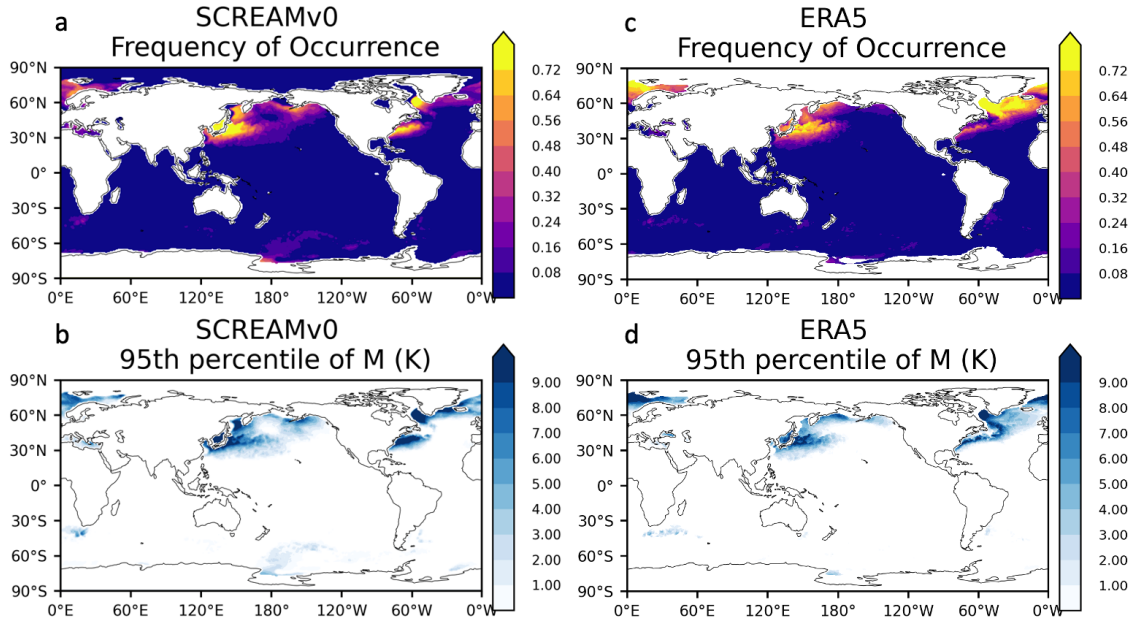 a
SCREAMv0
Frequency of Occurrence
90°N
60°N
30°N
0°
30°S
60°S
90°S
0°E 60°E 120°E 180° 120°W 60°W 0°W
0.72
0.64
0.56
0.48
0.40
0.32
0.24
0.16
0.08
c
ERA5
Frequency of Occurrence
90°N
60°N
30°N
0°
30°S
60°S
90°S
0°E 60°E 120°E 180° 120°W 60°W 0°W
0.72
0.64
0.56
0.48
0.40
0.32
0.24
0.16
0.08
b
SCREAMv0
95th percentile of M (K)
90°N
60°N
30°N
0°
30°S
60°S
90°S
0°E 60°E 120°E 180° 120°W 60°W 0°W
9.00
8.00
7.00
6.00
5.00
4.00
3.00
2.00
1.00
d
ERA5
95th percentile of M (K)
90°N
60°N
30°N
0°
30°S
60°S
90°S
0°E 60°E 120°E 180° 120°W 60°W 0°W
9.00
8.00
7.00
6.00
5.00
4.00
3.00
2.00
1.00